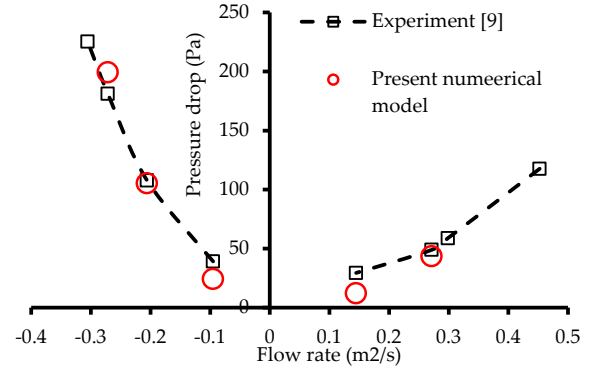 250
200
150
100
50
0
Pressure drop (Pa)
Experiment [9]
Present numeerical
model
-0.4 -0.3 -0.2 -0.1 0 0.1 0.2 0.3 0.4 0.5
Flow rate (m2/s)